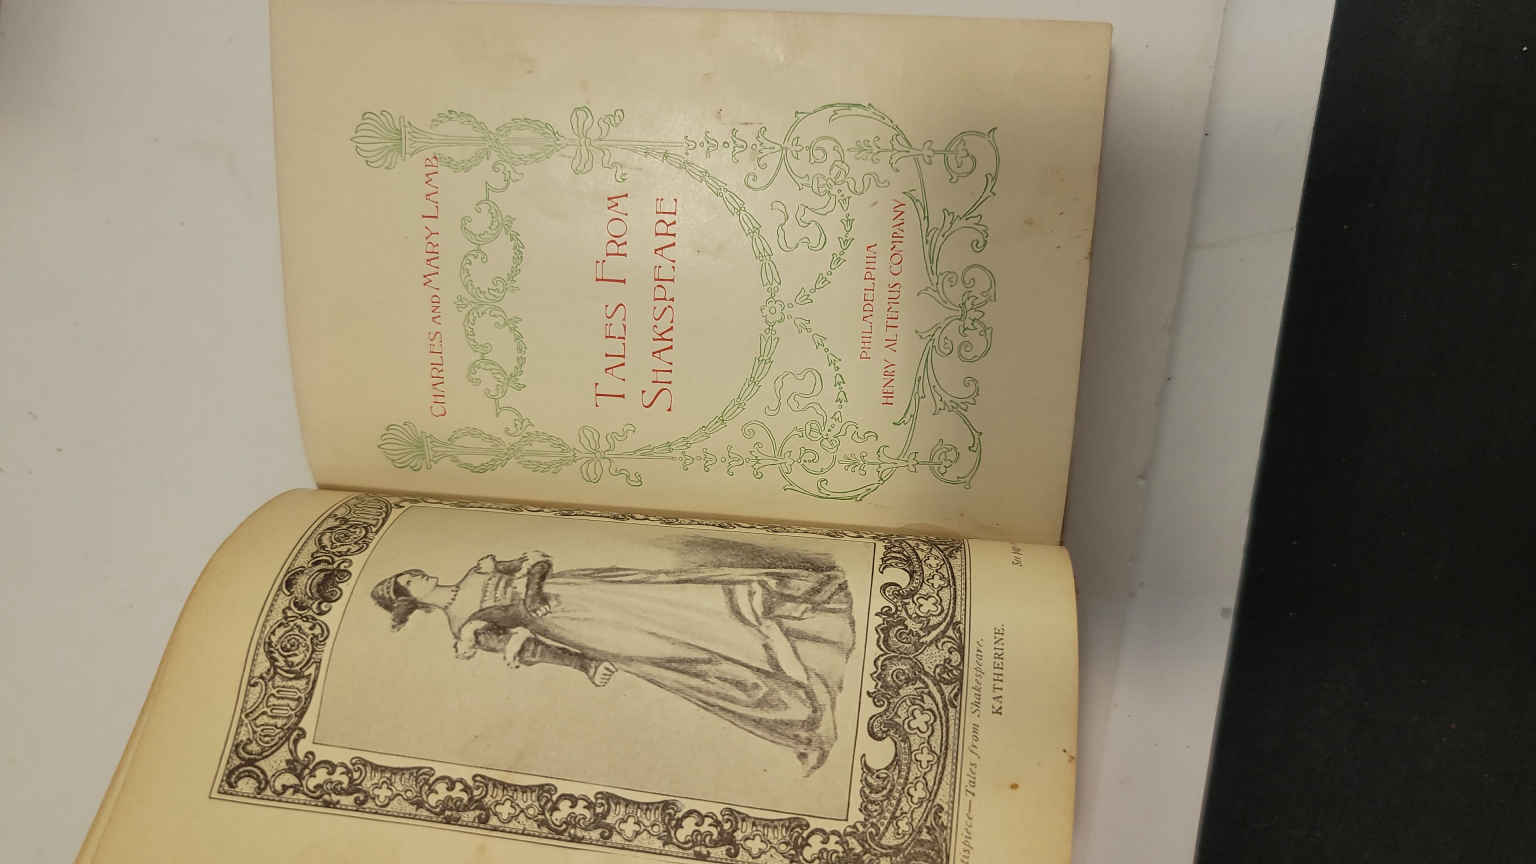 CHARLES AND MARY LAMB
TALES FROM
SHAKSPEARE
PHILADELPHIA
HENRY ALTEMUS COMPANY
Tales from Shakespeare.
KATHERINE.